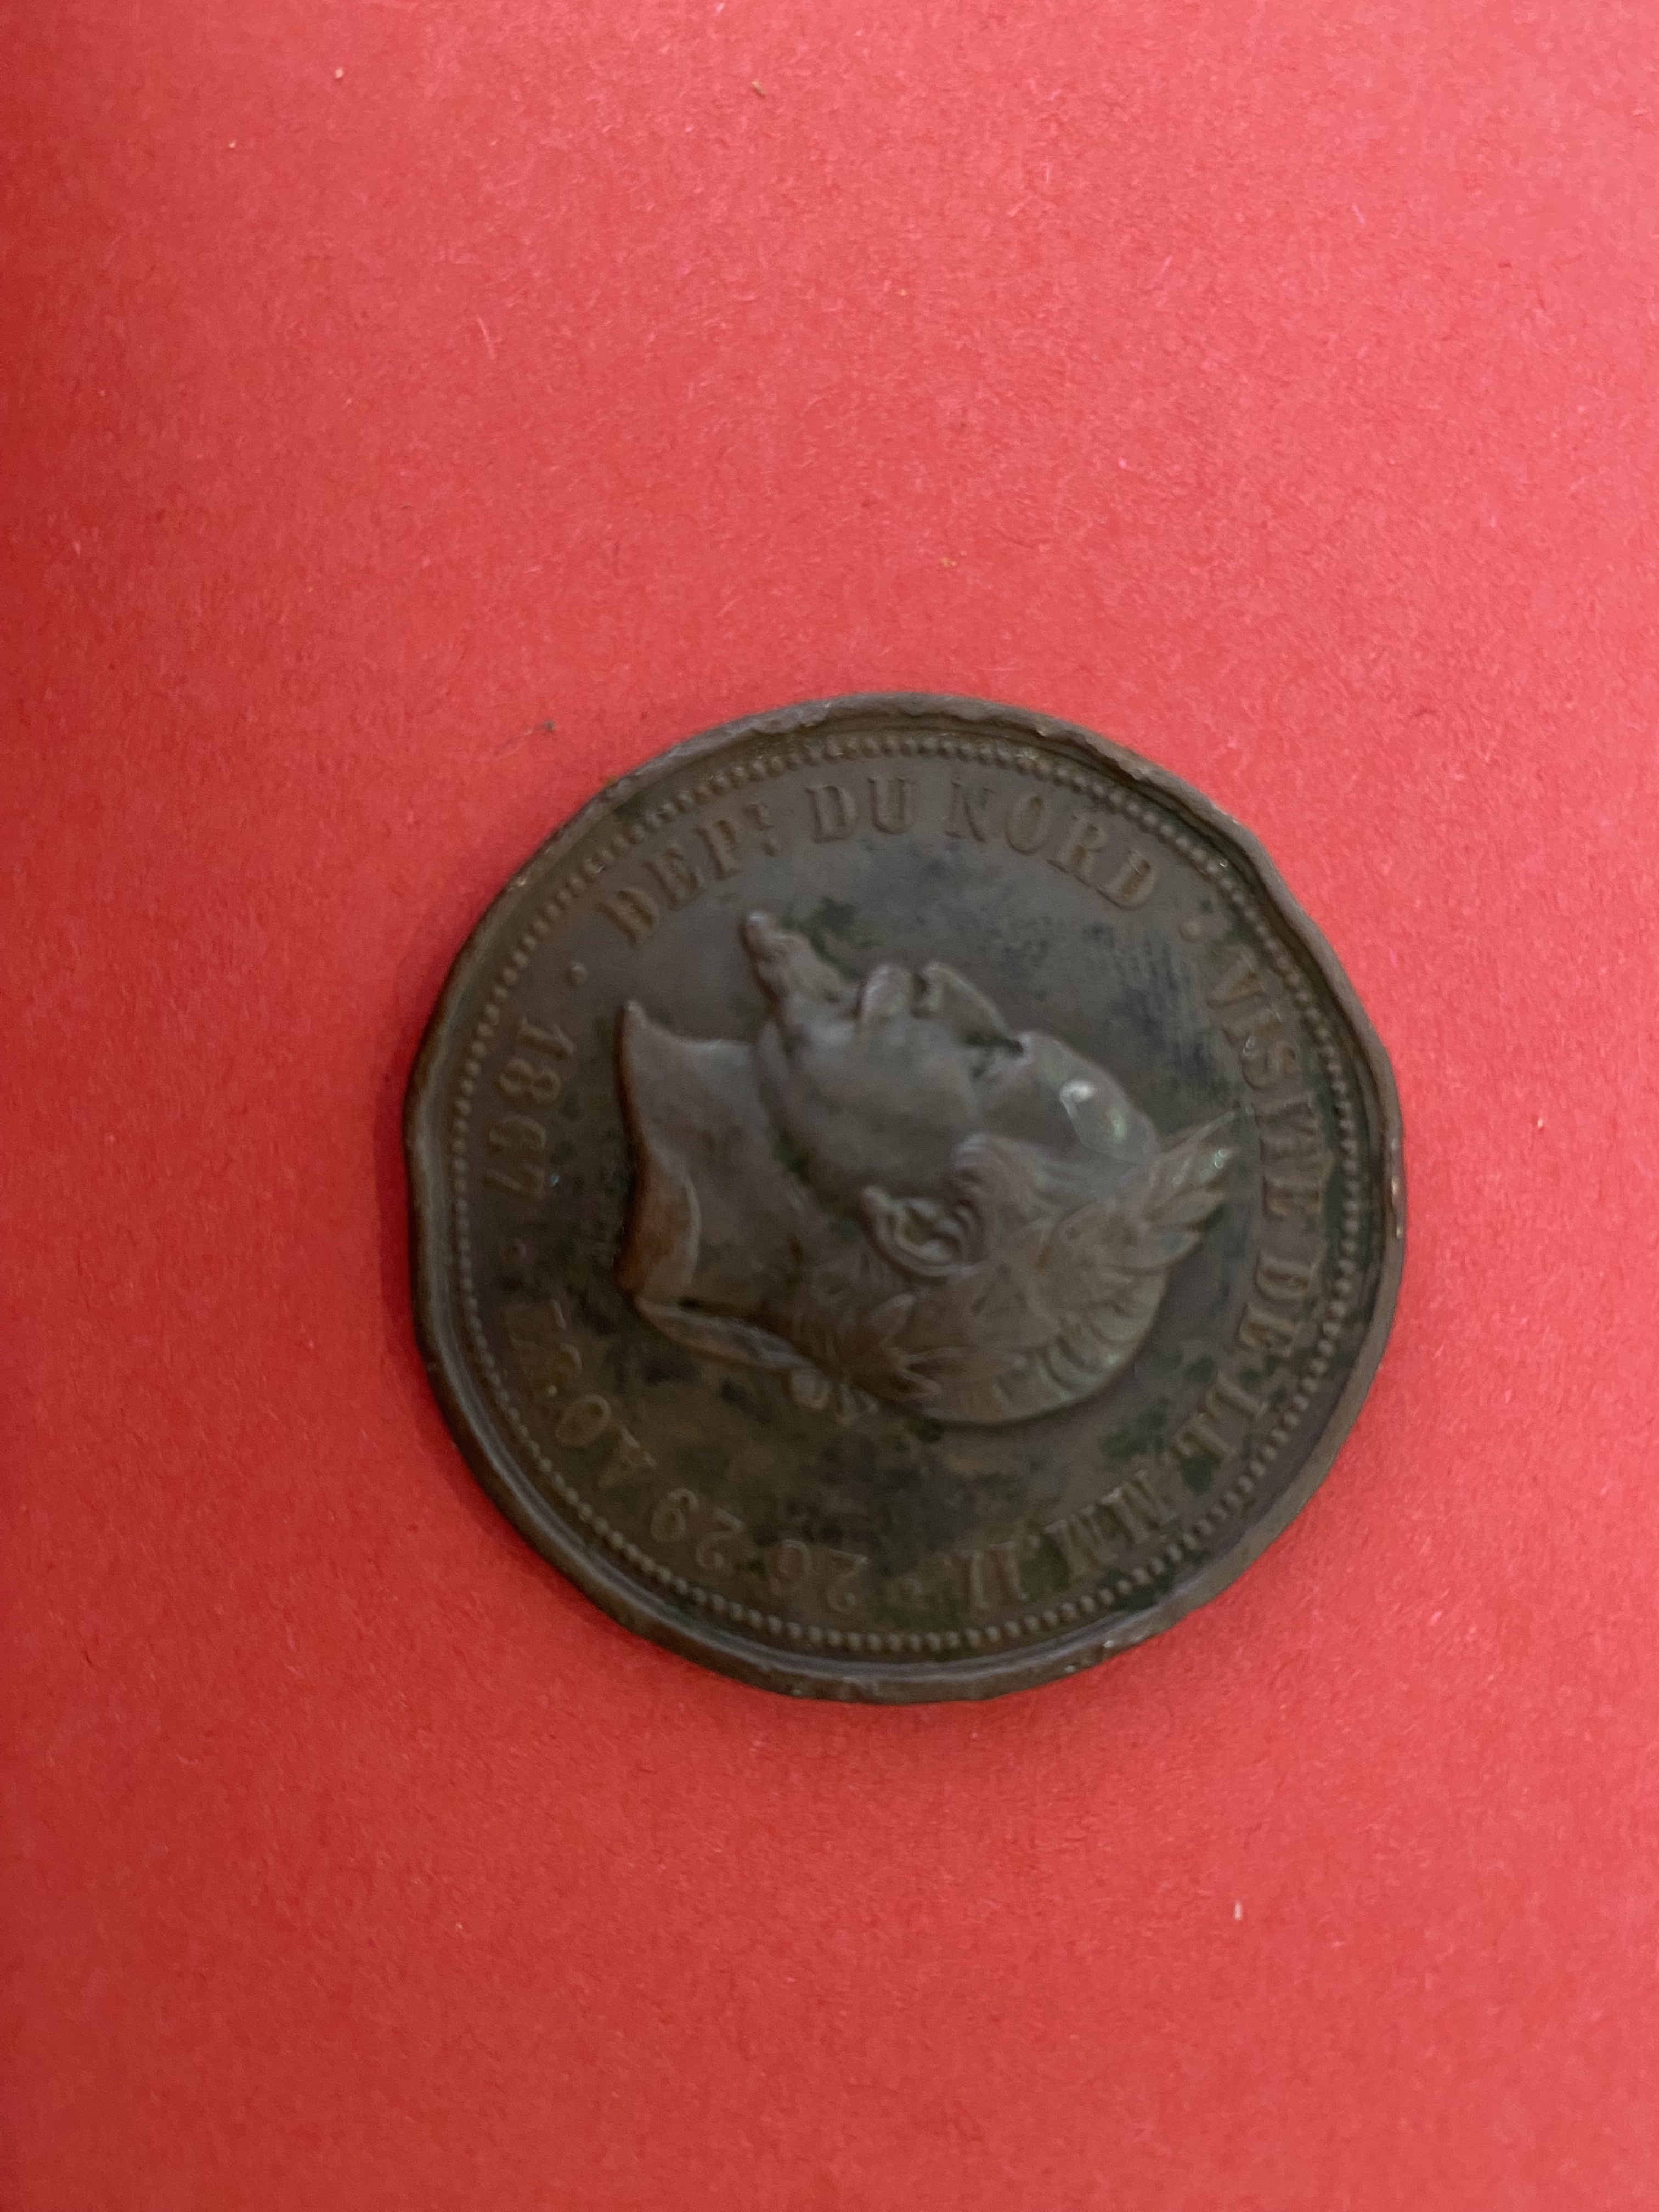 DEPT DU NORD · VISITE DE LL. MM. II. 26-29 AOUT · 1867 ·